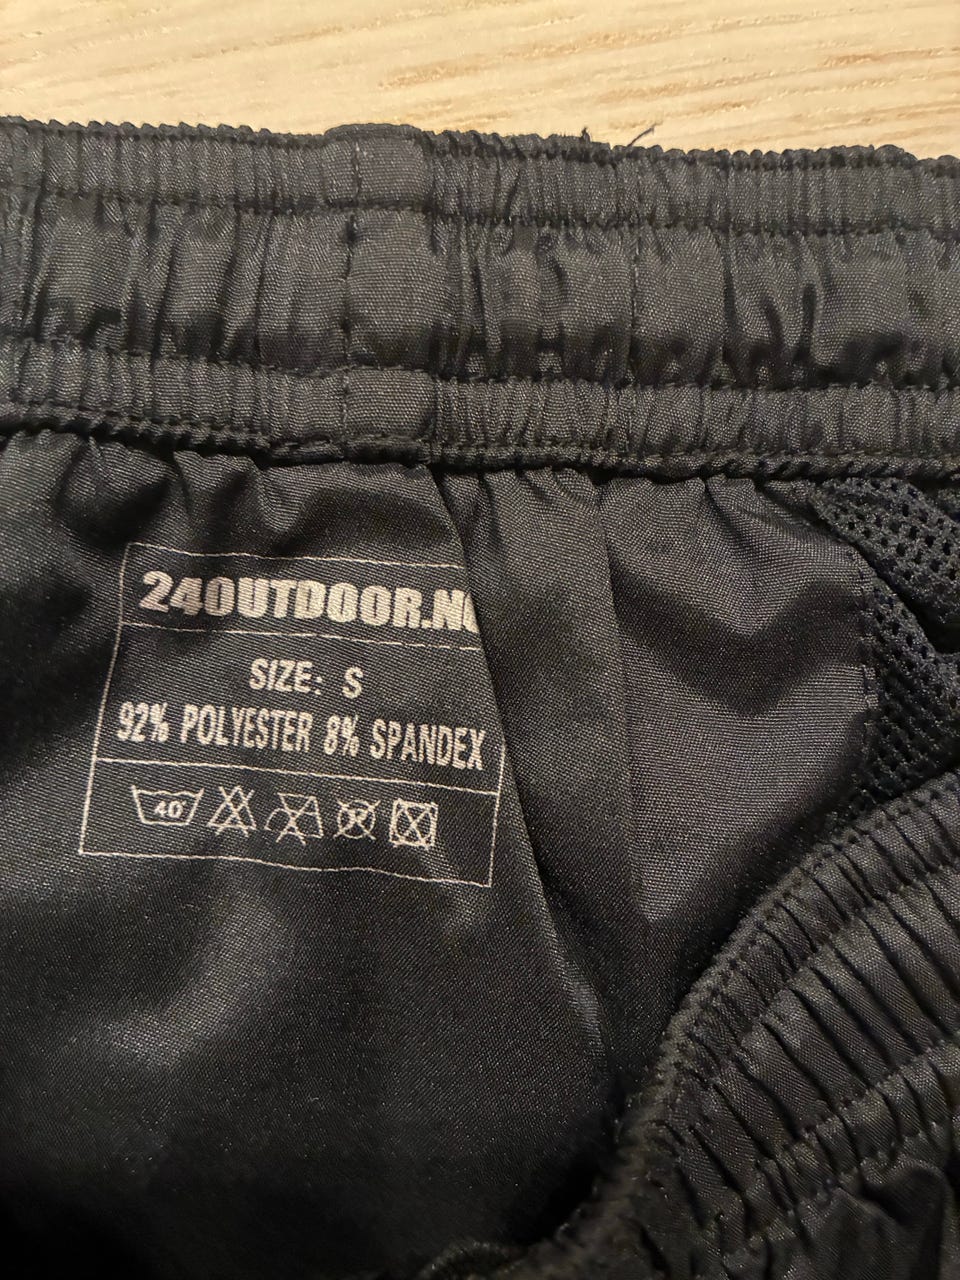 24OUTDOOR.NO
SIZE: S
92% POLYESTER 8% SPANDEX
40°